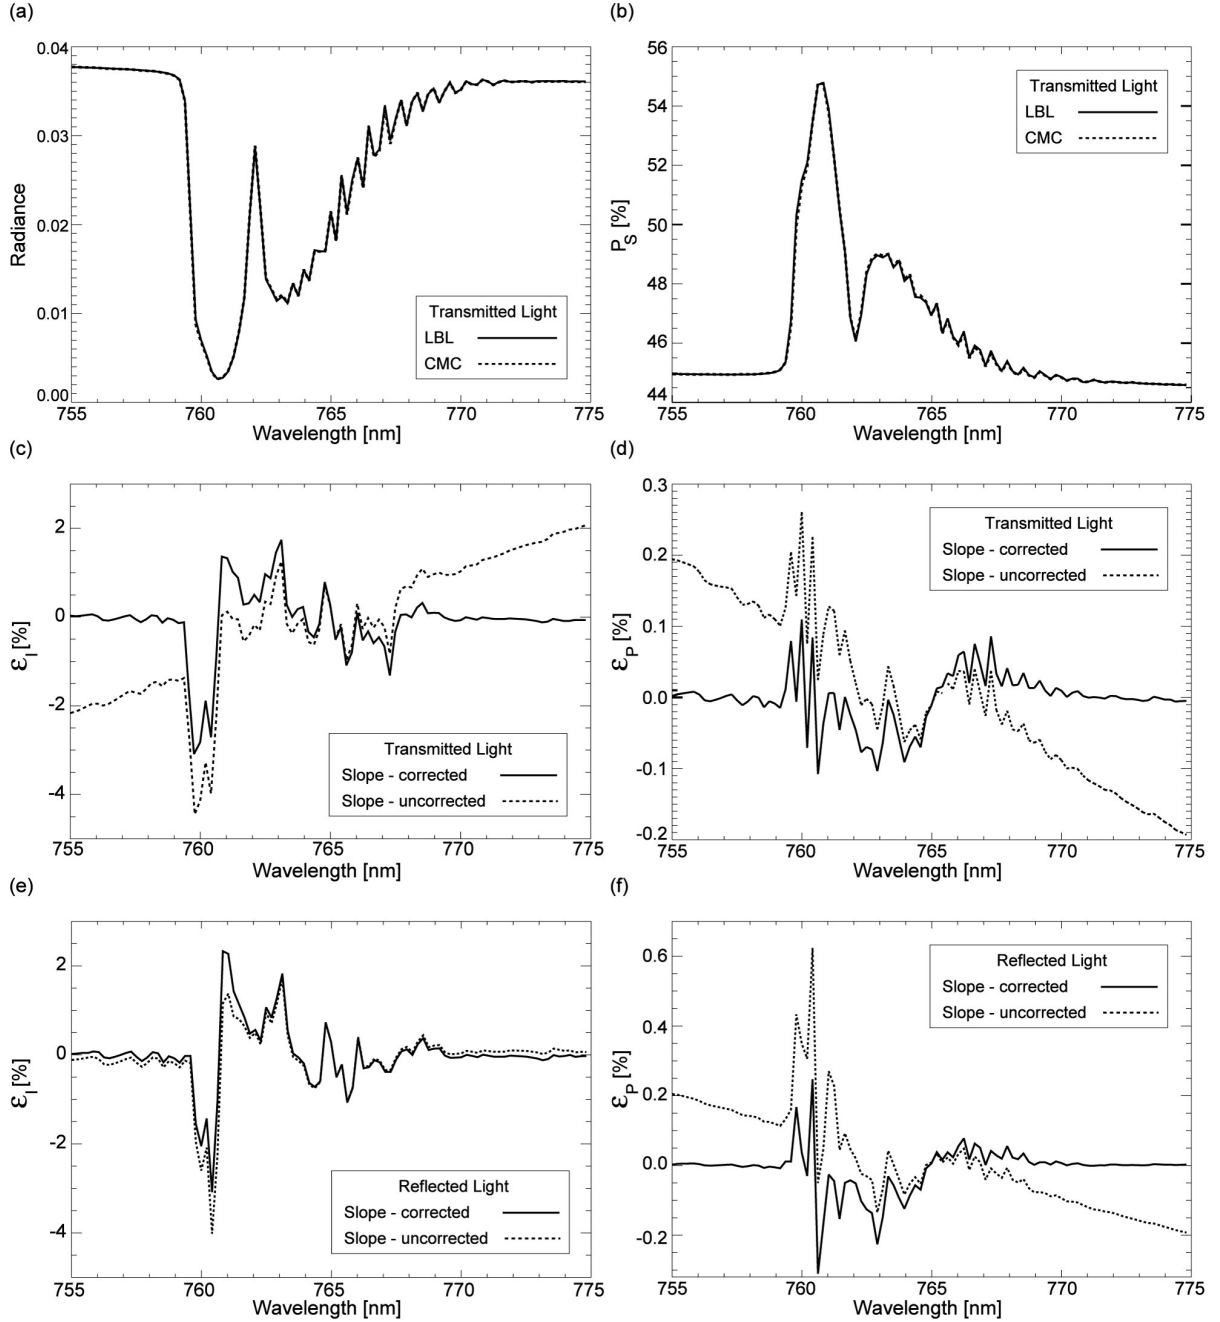 (a)
0.04
0.03
0.02
0.01
0.00
Radiance
Transmitted Light
LBL
CMC
755 760 765 770 775
Wavelength [nm]
(b)
56
54
52
50
48
46
44
P_S [%]
Transmitted Light
LBL
CMC
755 760 765 770 775
Wavelength [nm]
(c)
2
0
-2
-4
ε_I [%]
Transmitted Light
Slope - corrected
Slope - uncorrected
755 760 765 770 775
Wavelength [nm]
(d)
0.3
0.2
0.1
0.0
-0.1
-0.2
ε_P [%]
Transmitted Light
Slope - corrected
Slope - uncorrected
755 760 765 770 775
Wavelength [nm]
(e)
2
0
-2
-4
ε_I [%]
Reflected Light
Slope - corrected
Slope - uncorrected
755 760 765 770 775
Wavelength [nm]
(f)
0.6
0.4
0.2
0.0
-0.2
ε_P [%]
Reflected Light
Slope - corrected
Slope - uncorrected
755 760 765 770 775
Wavelength [nm]